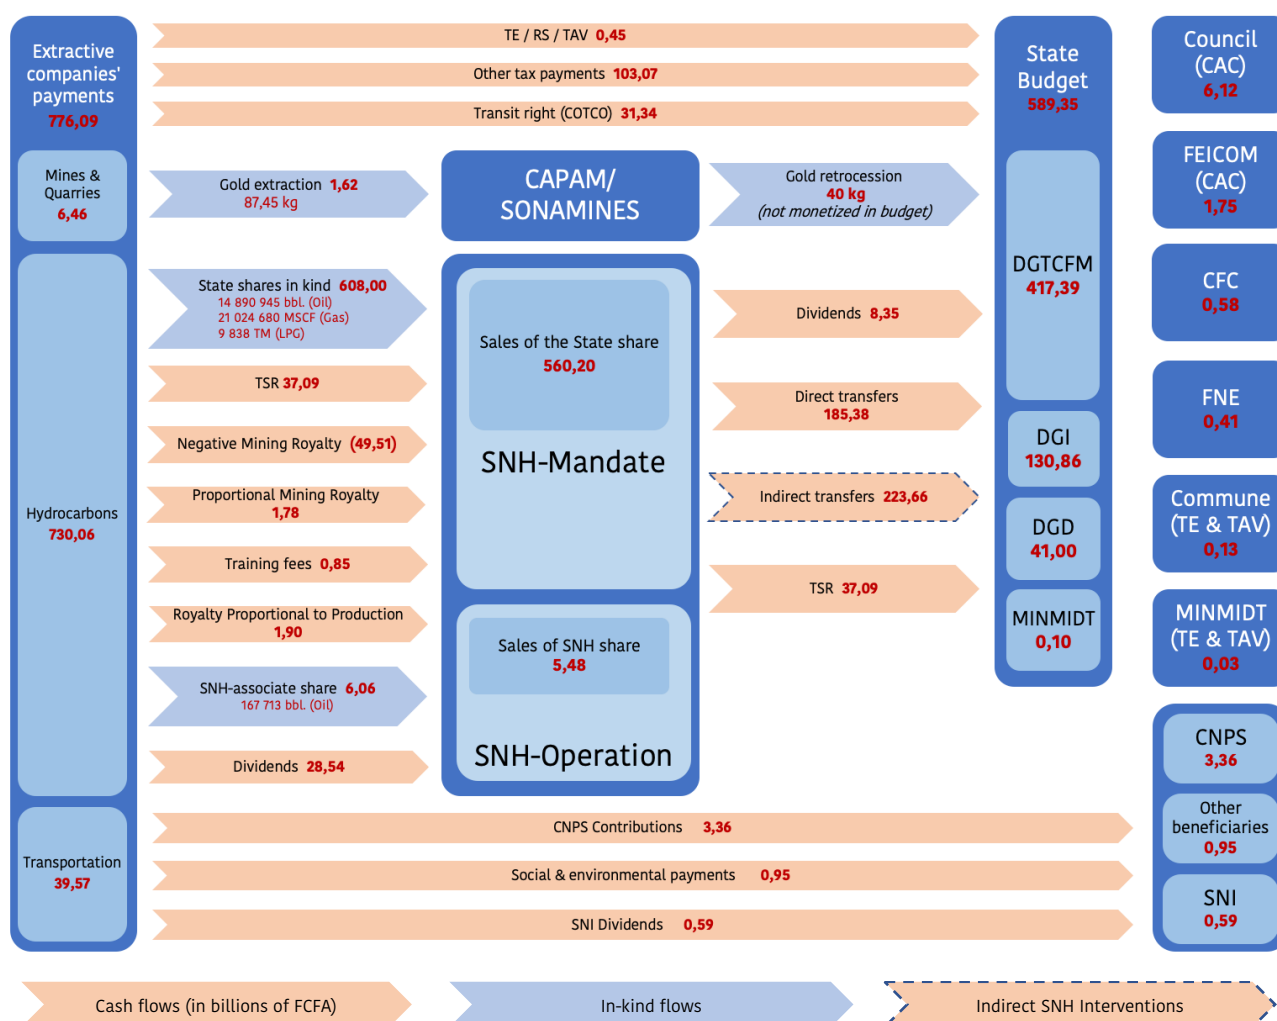 Extractive
companies'
payments
776,09
Mines &
Quarries
6,46
Hydrocarbons
730,06
Transportation
39,57
TE / RS / TAV 0,45
Other tax payments 103,07
Transit right (COTCO) 31,34
Gold extraction 1,62
87,45 kg
State shares in kind 608,00
14 890 945 bbl. (Oil)
21 024 680 MSCF (Gas)
9 838 TM (LPG)
TSR 37,09
Negative Mining Royalty (49,51)
Proportional Mining Royalty
1,78
Training fees 0,85
Royalty Proportional to Production
1,90
SNH-associate share 6,06
167 713 bbl. (Oil)
Dividends 28,54
CAPAM/
SONAMINES
Sales of the State share
560,20
SNH-Mandate
Sales of SNH share
5,48
SNH-Operation
Gold retrocession
40 kg
(not monetized in budget)
Dividends 8,35
Direct transfers
185,38
Indirect transfers 223,66
TSR 37,09
CNPS Contributions 3,36
Social & environmental payments 0,95
SNI Dividends 0,59
State
Budget
589,35
DGTCFM
417,39
DGI
130,86
DGD
41,00
MINMIDT
0,10
Council
(CAC)
6,12
FEICOM
(CAC)
1,75
CFC
0,58
FNE
0,41
Commune
(TE & TAV)
0,13
MINMIDT
(TE & TAV)
0,03
CNPS
3,36
Other
beneficiaries
0,95
SNI
0,59
Cash flows (in billions of FCFA)
In-kind flows
Indirect SNH Interventions